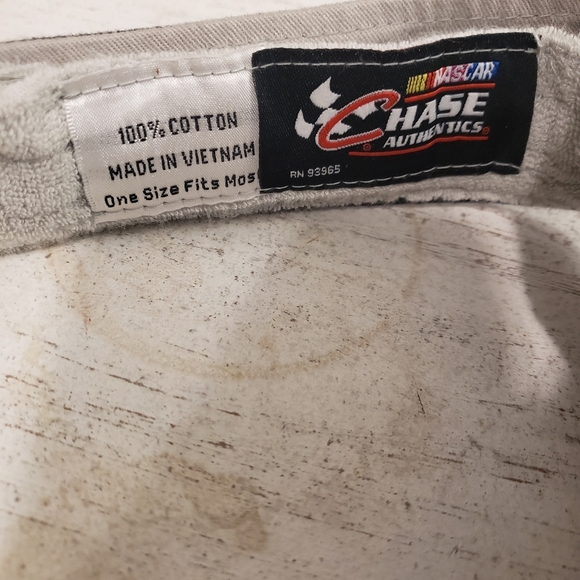 100% COTTON
MADE IN VIETNAM
One Size Fits Mos
NASCAR
CHASE
AUTHENTICS
RN 93965